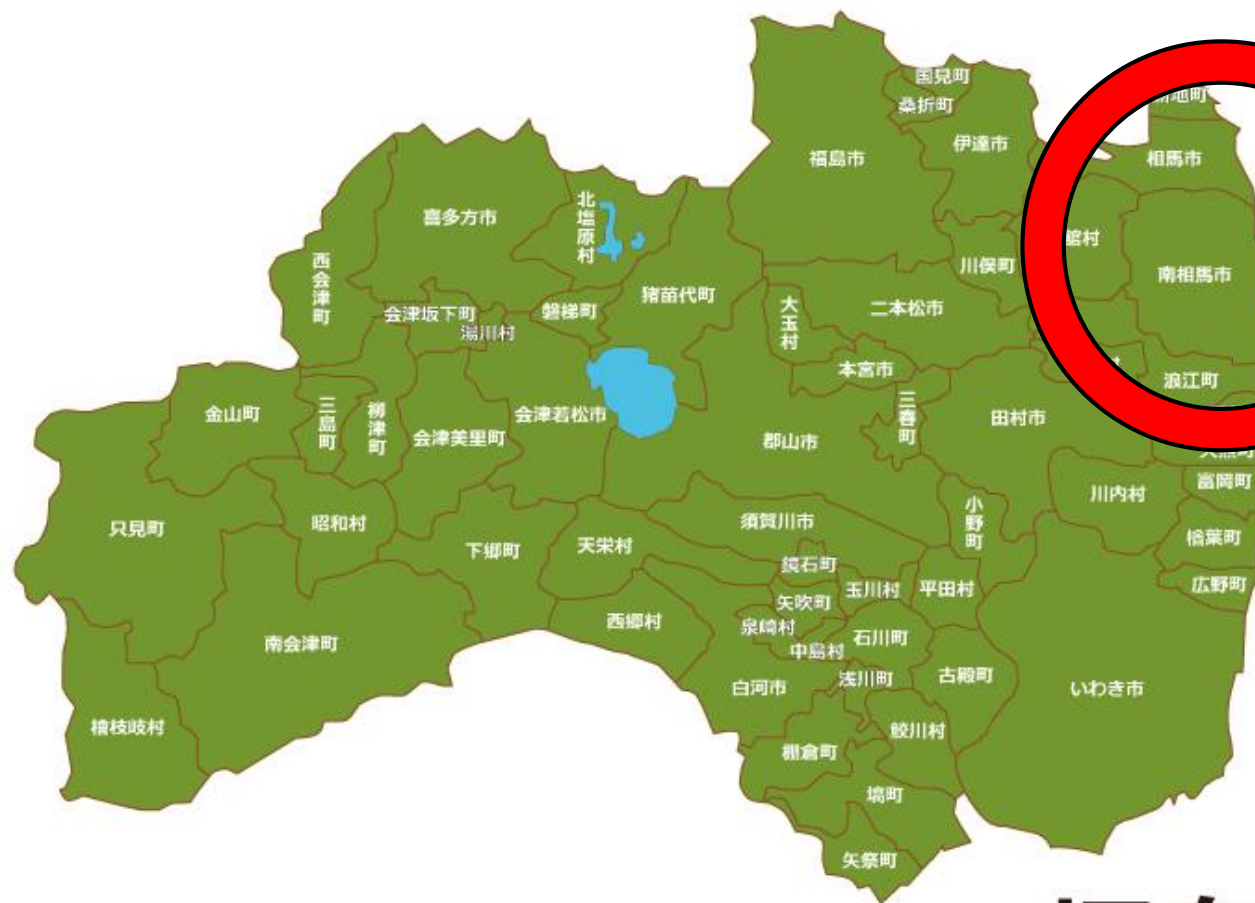 国見町
桑折町
伊達市
福島市
新地町
相馬市
北塩原村
喜多方市
舘村
川俣町
南相馬市
西会津町
猪苗代町
大玉村
二本松市
会津坂下町
湯川村
磐梯町
本宮市
浪江町
金山町
三島町
柳津町
会津美里町
会津若松市
三春町
田村市
郡山市
川内村
富岡町
只見町
昭和村
下郷町
天栄村
須賀川市
小野町
楢葉町
鏡石町
玉川村
平田村
広野町
矢吹町
西郷村
泉崎村
石川町
南会津町
中島村
浅川町
古殿町
白河市
いわき市
檜枝岐村
鮫川村
棚倉町
塙町
矢祭町